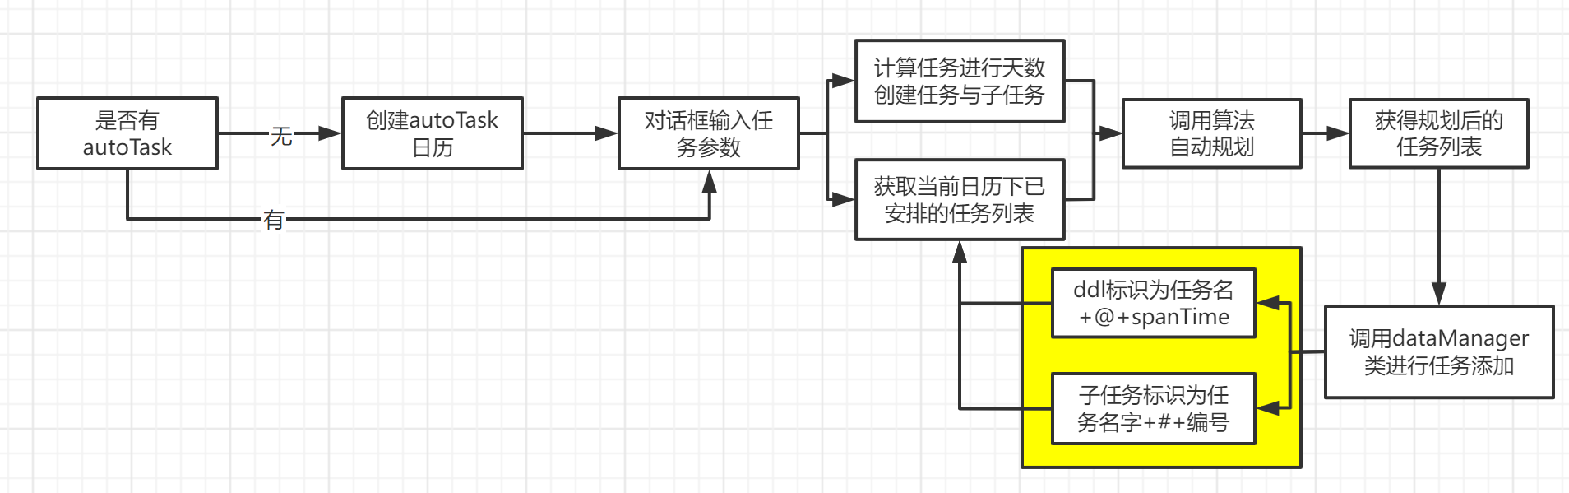 是否有
autoTask
无
创建autoTask
日历
有
对话框输入任
务参数
计算任务进行天数
创建任务与子任务
获取当前日历下已
安排的任务列表
调用算法
自动规划
获得规划后的
任务列表
调用dataManager
类进行任务添加
ddl标识为任务名
+@+spanTime
子任务标识为任
务名字+#+编号